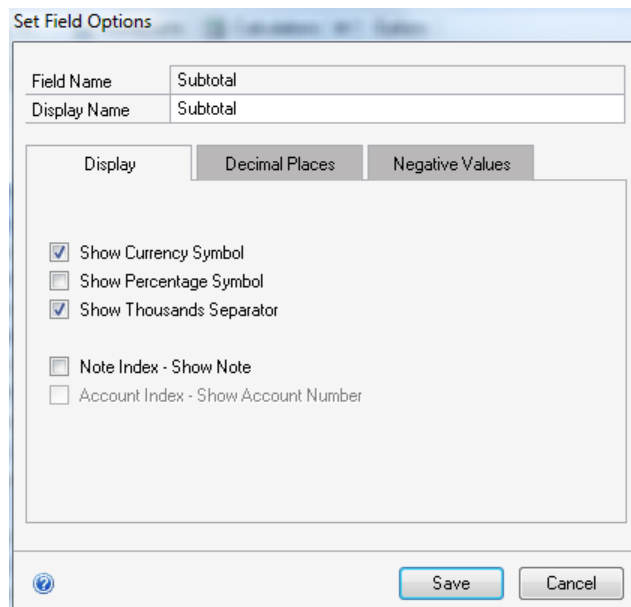 Set Field Options
Field Name Subtotal
Display Name Subtotal
Display Decimal Places Negative Values
Show Currency Symbol
Show Percentage Symbol
Show Thousands Separator
Note Index - Show Note
Account Index - Show Account Number
Save Cancel